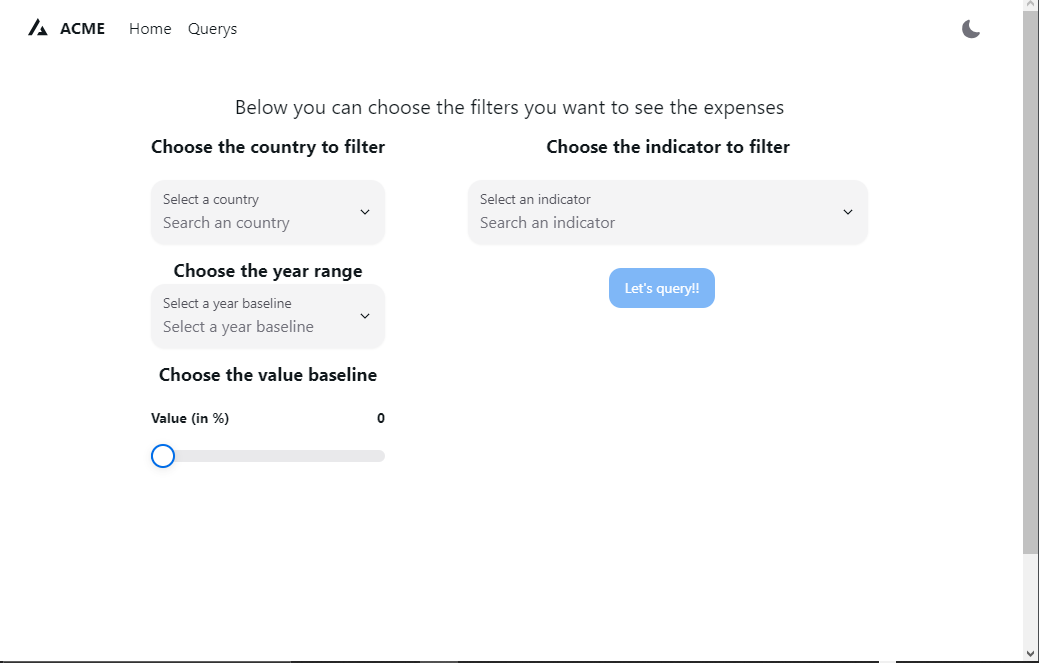 ACME Home Querys
Below you can choose the filters you want to see the expenses
Choose the country to filter
Select a country
Search an country
Choose the year range
Select a year baseline
Select a year baseline
Choose the value baseline
Value (in %) 0
Choose the indicator to filter
Select an indicator
Search an indicator
Let's query!!